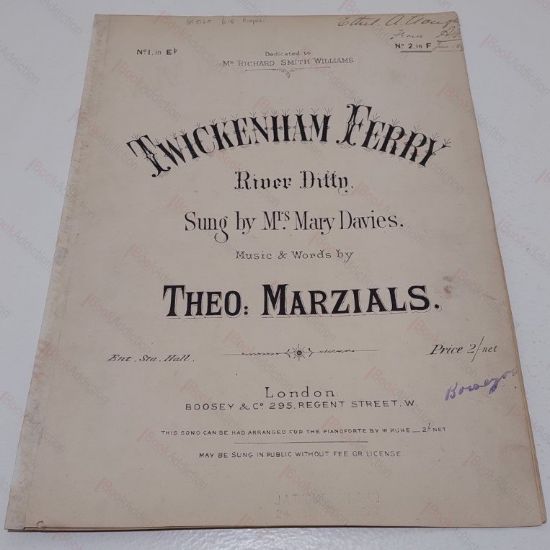 No 1. in E♭
Dedicated to
No 2. in F
Mr RICHARD SMITH WILLIAMS.
TWICKENHAM FERRY
River Ditty.
Sung by Mrs Mary Davies.
Music & Words by
THEO: MARZIALS.
Ent. Sta. Hall.
Price 2/- net
London
BOOSEY & Co 295, REGENT STREET, W.
THIS SONG CAN BE HAD ARRANGED FOR THE PIANOFORTE BY W KUHE — 2/- NET
MAY BE SUNG IN PUBLIC WITHOUT FEE OR LICENSE.